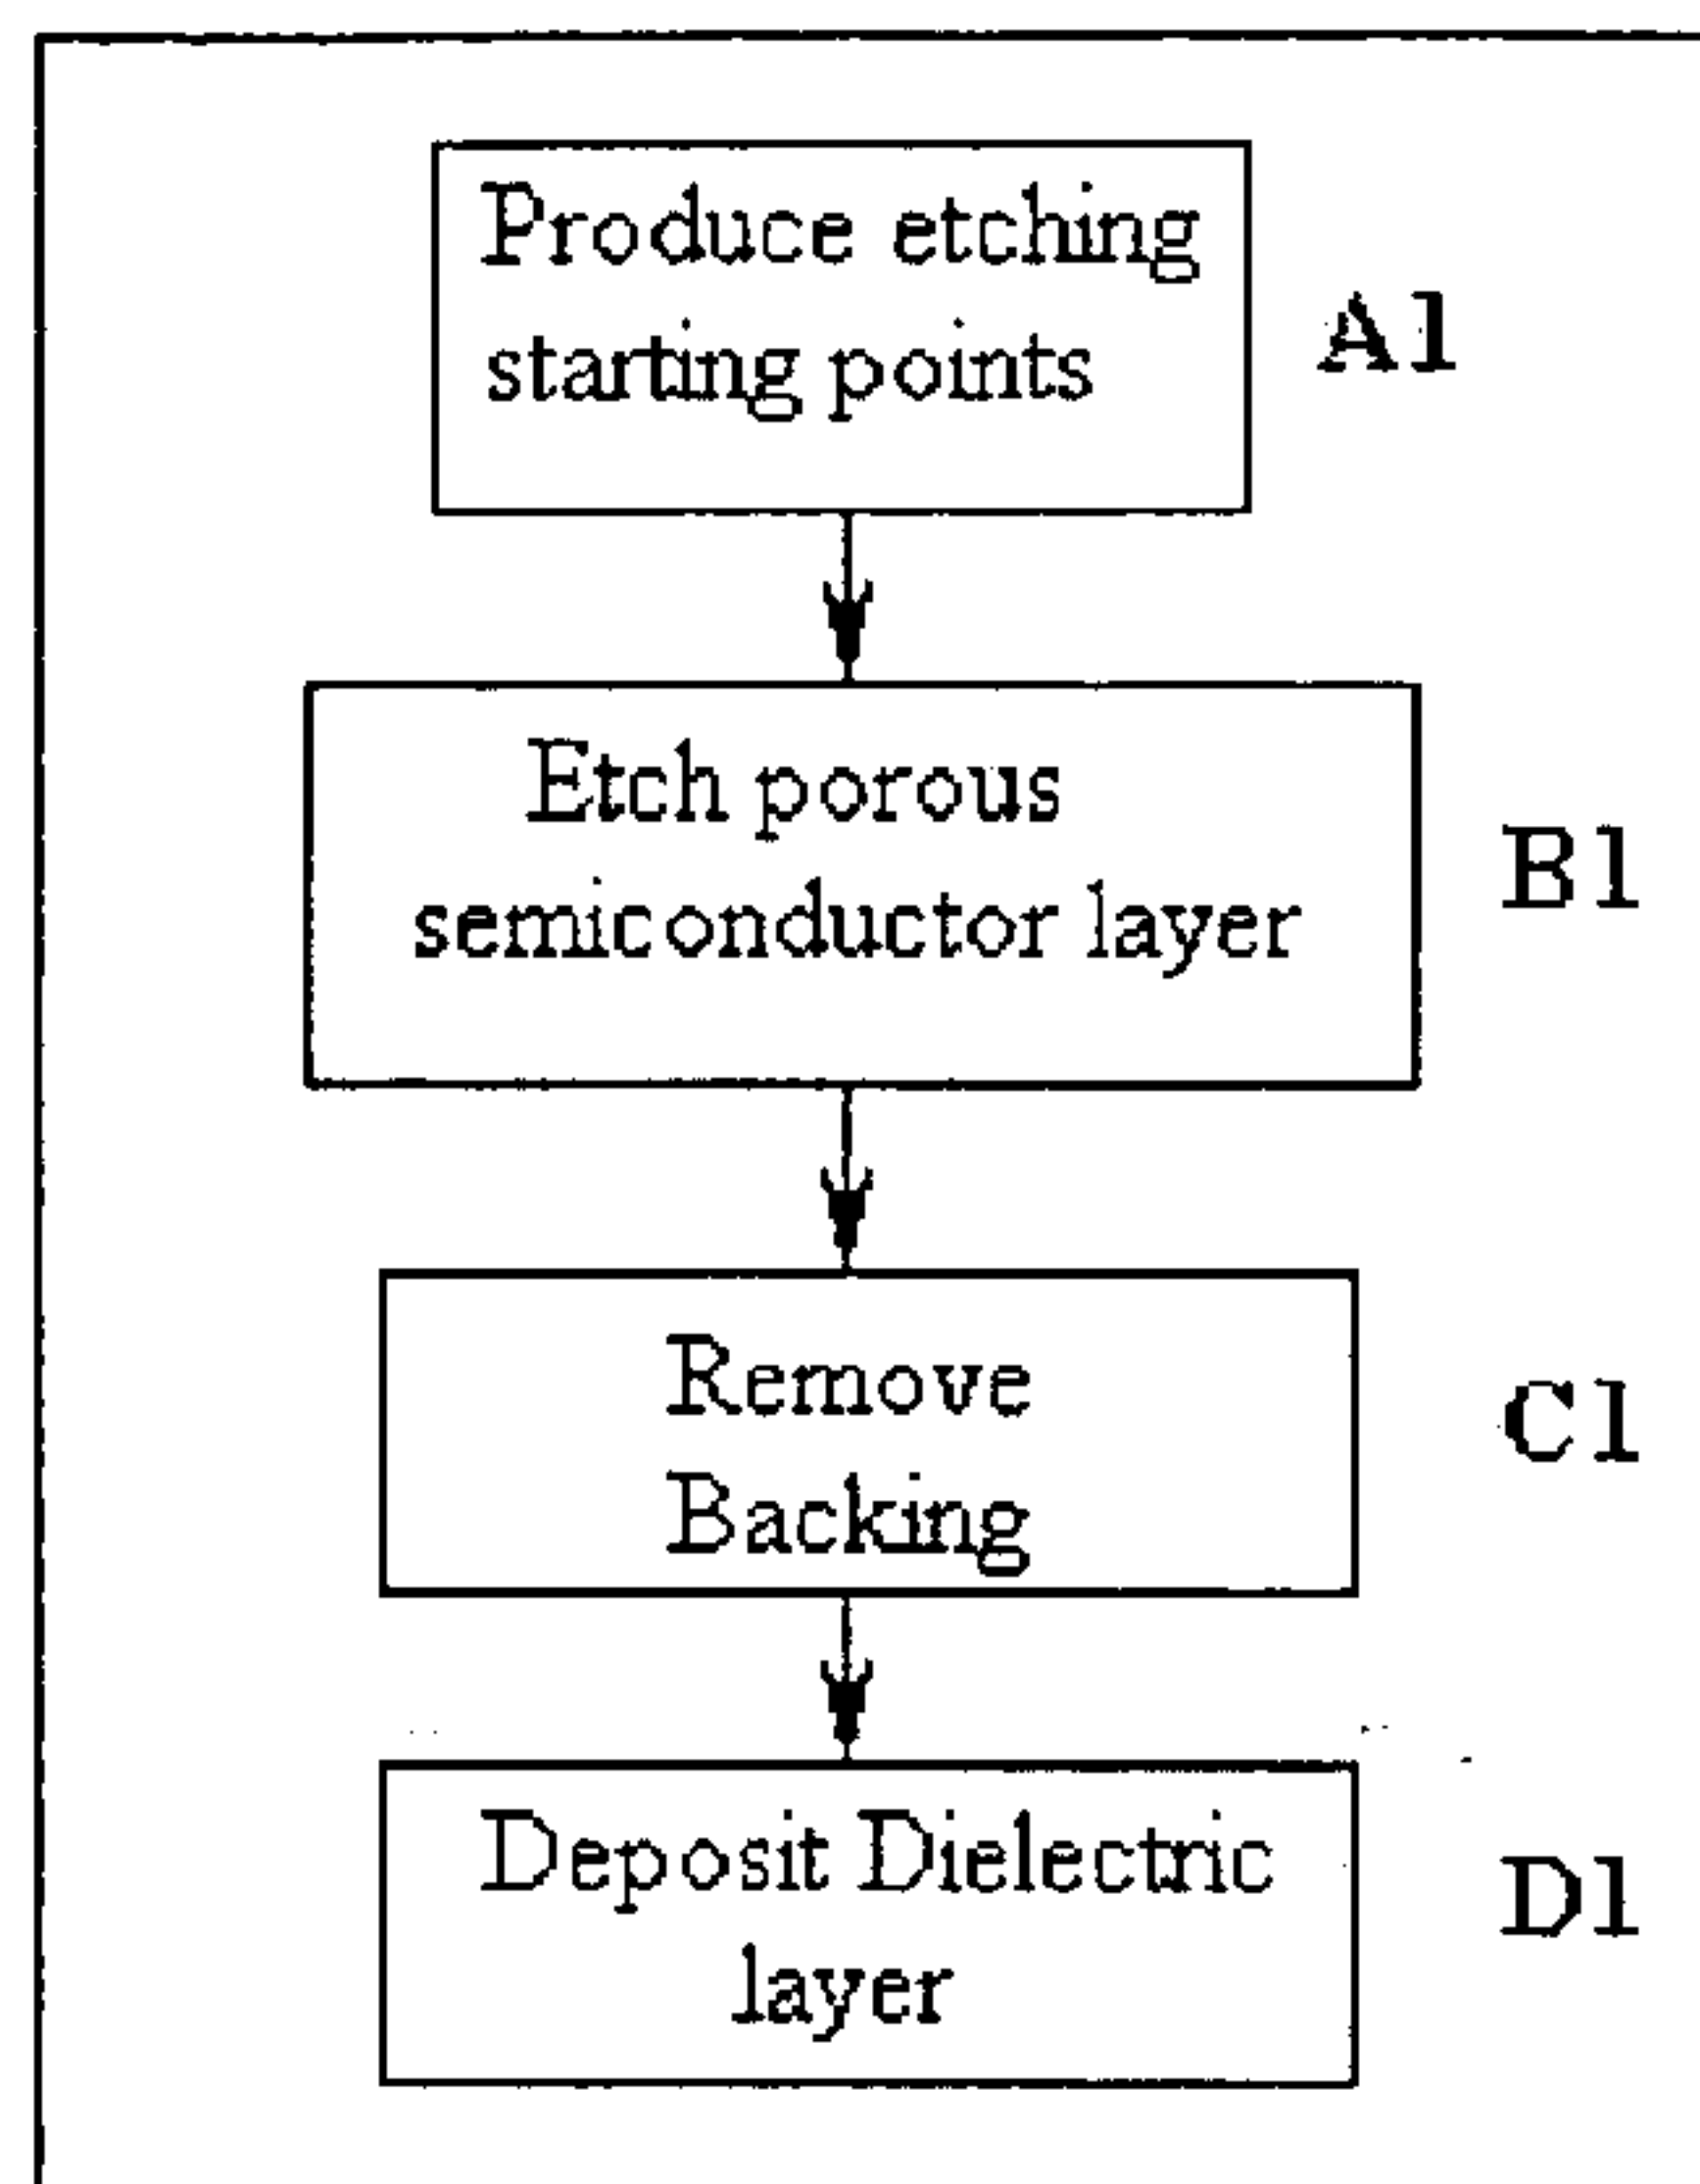 Produce etching
starting points
A1
Etch porous
semiconductor layer
B1
Remove
Backing
C1
Deposit Dielectric
layer
D1